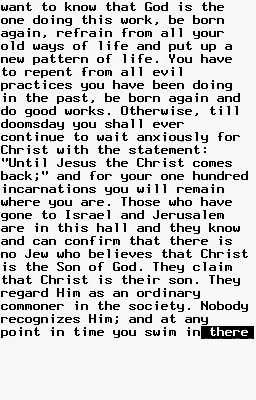 want to know that God is the
one doing this work, be born
again, refrain from all your
old ways of life and put up a
new pattern of life. You have
to repent from all evil
practices you have been doing
in the past, be born again and
do good works. Otherwise, till
doomsday you shall ever
continue to wait anxiously for
Christ with the statement:
"Until Jesus the Christ comes
back;" and for your one hundred
incarnations you will remain
where you are. Those who have
gone to Israel and Jerusalem
are in this hall and they know
and can confirm that there is
no Jew who believes that Christ
is the Son of God. They claim
that Christ is their son. They
regard Him as an ordinary
commoner in the society. Nobody
recognizes Him; and at any
point in time you swim in there